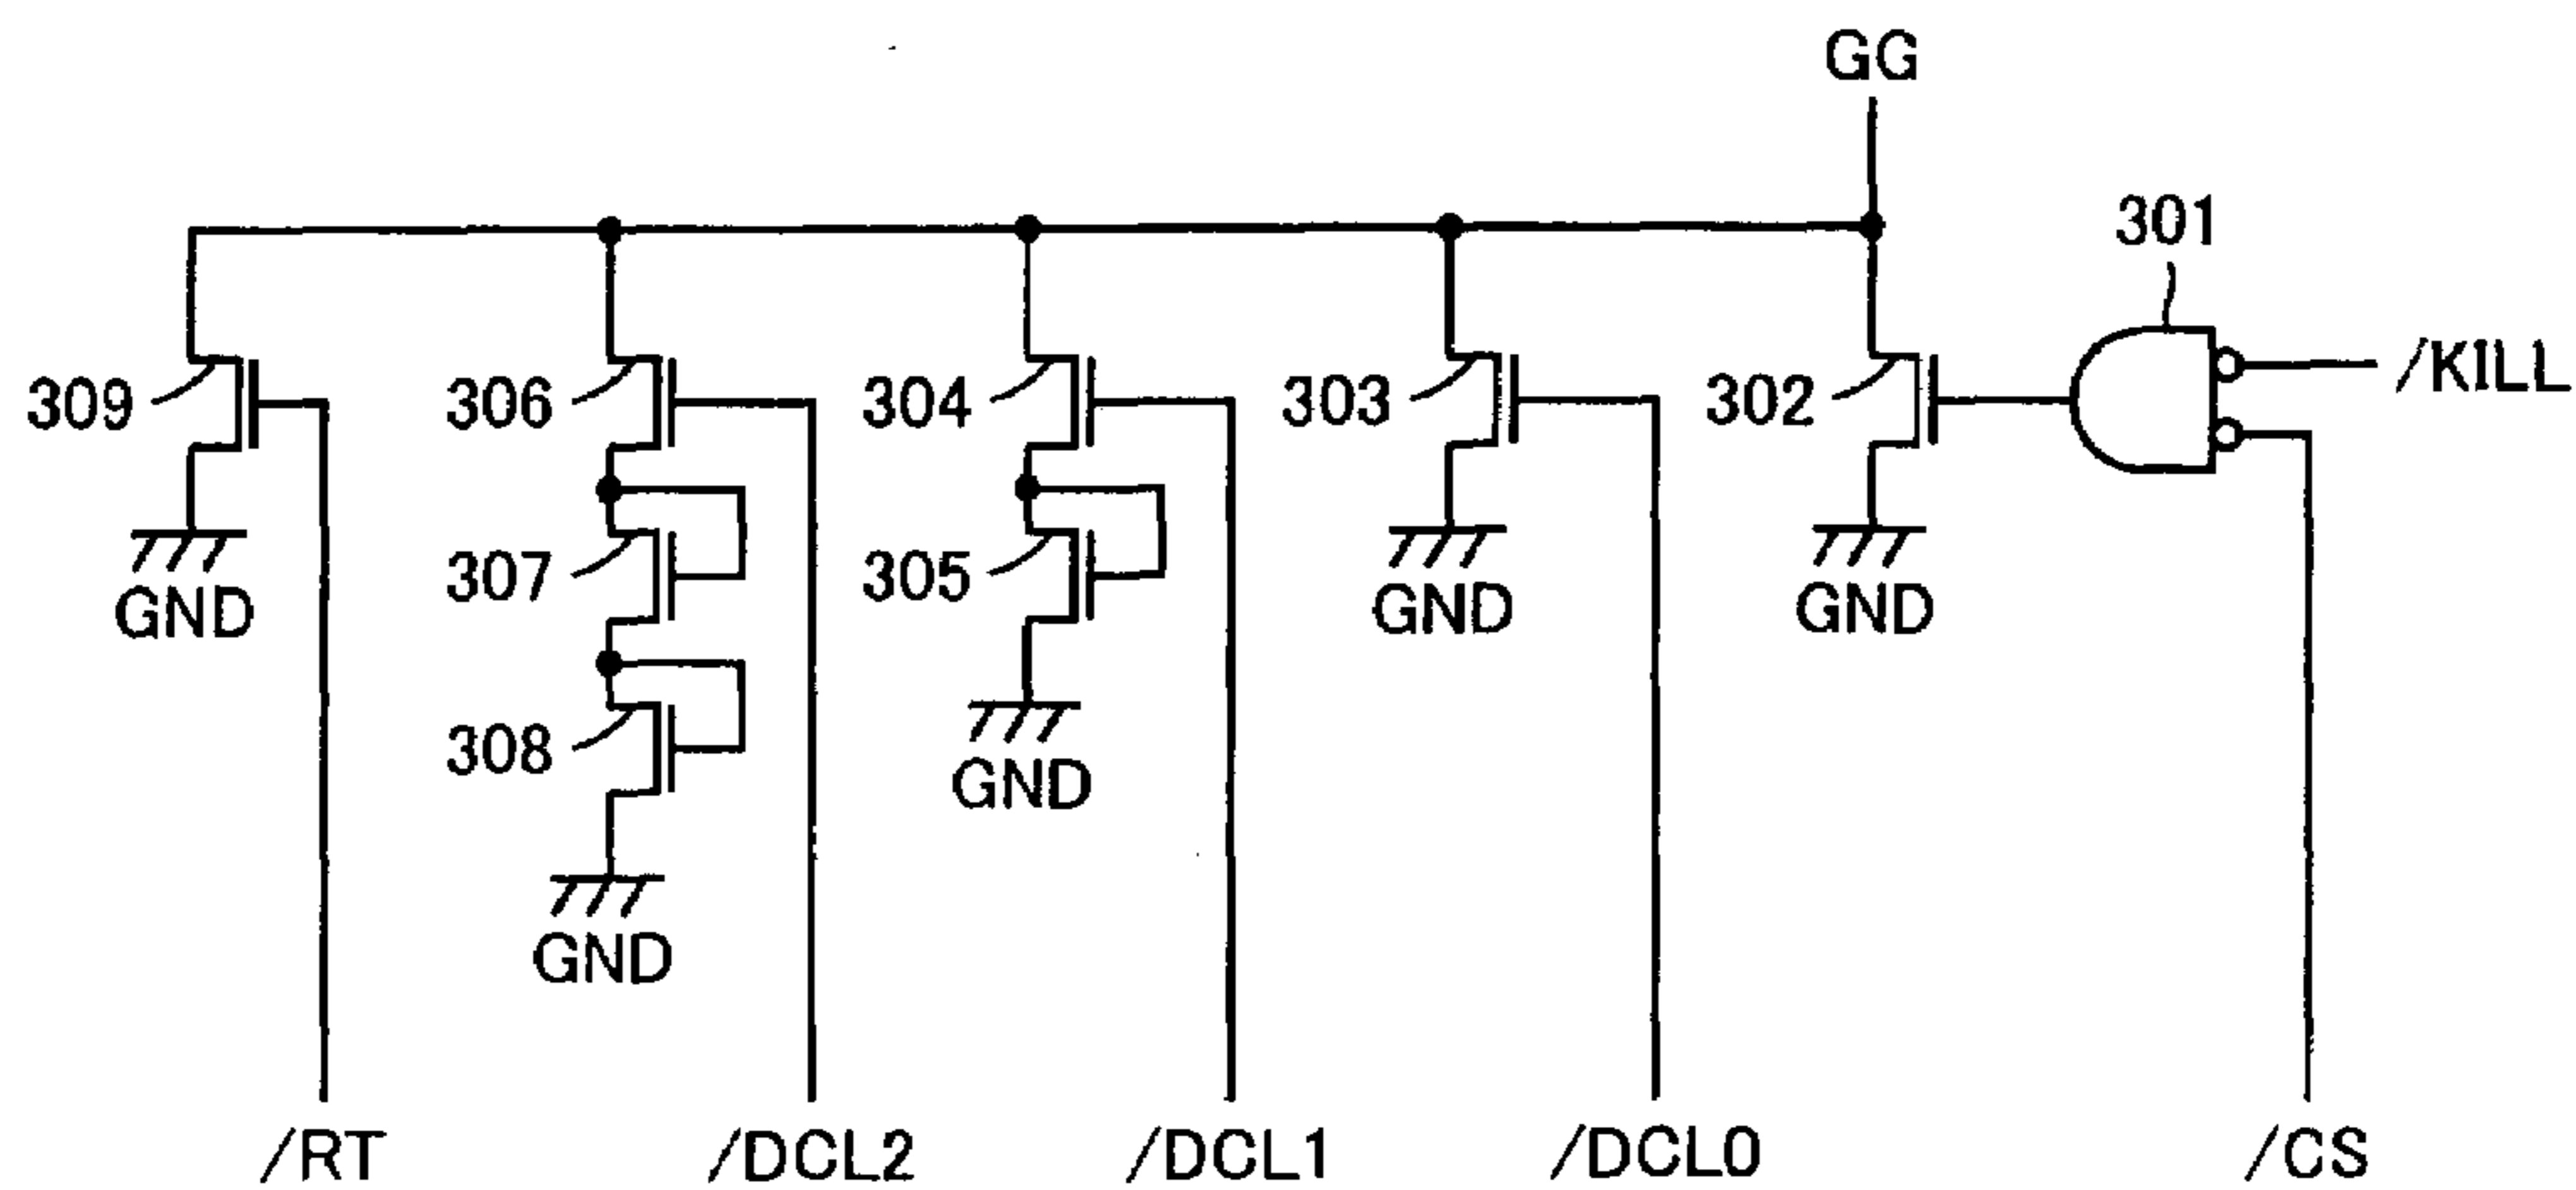 GG
301
/KILL
309
306
304
303
302
307
305
GND
GND
GND
308
GND
GND
/RT
/DCL2
/DCL1
/DCL0
/CS